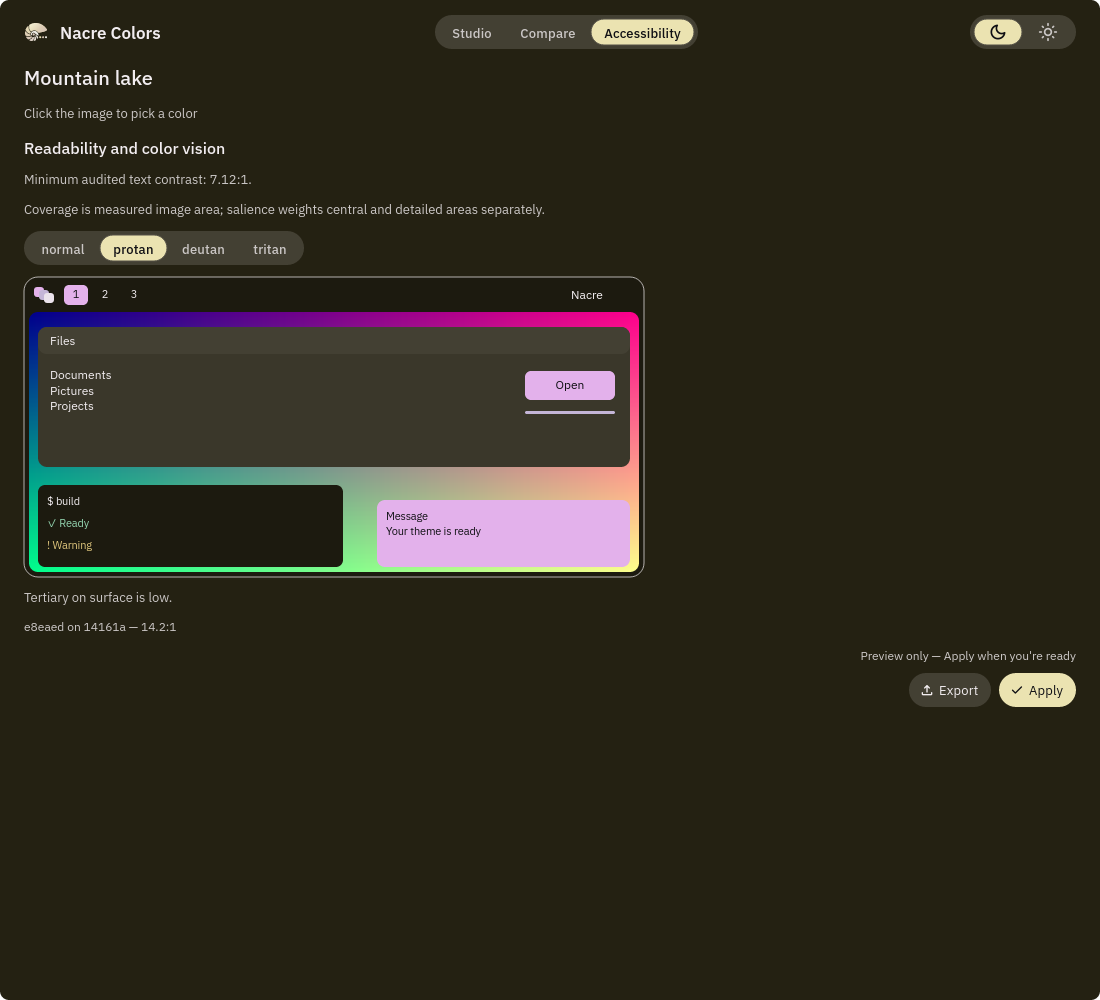 Nacre Colors
Studio
Compare
Accessibility
Mountain lake
Click the image to pick a color
Readability and color vision
Minimum audited text contrast: 7.12:1.
Coverage is measured image area; salience weights central and detailed areas separately.
normal
protan
deutan
tritan
1
2
3
Nacre
Files
Documents
Pictures
Projects
Open
$ build
✓ Ready
! Warning
Message
Your theme is ready
Tertiary on surface is low.
e8eaed on 14161a — 14.2:1
Preview only — Apply when you're ready
Export
Apply